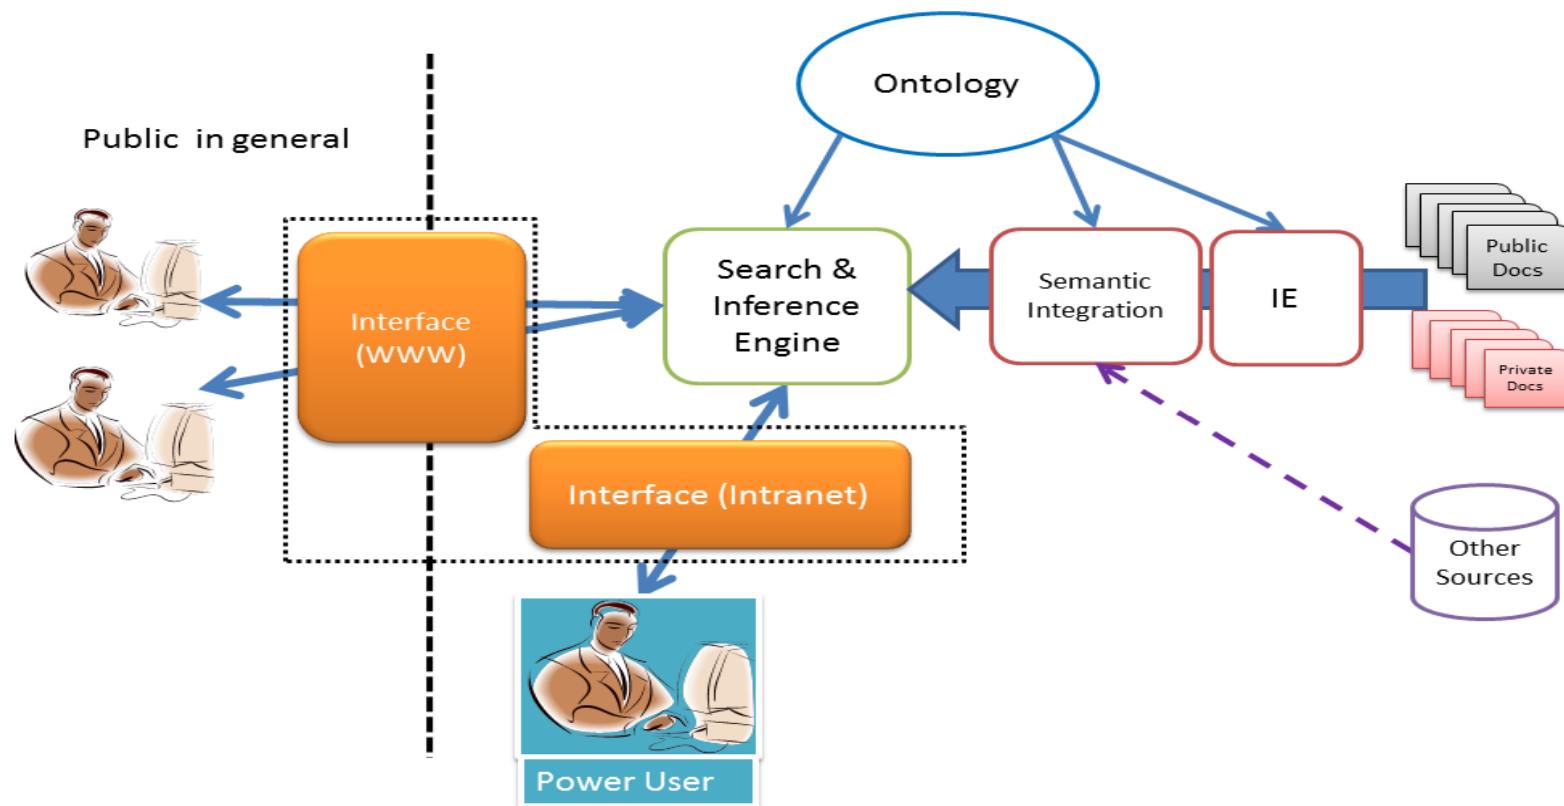 Ontology
Public in general
Public
Docs
Search &
Inference
Engine
Semantic
Integration
IE
Interface
(WWW)
Private
Docs
Interface (Intranet)
Other
Sources
Power User